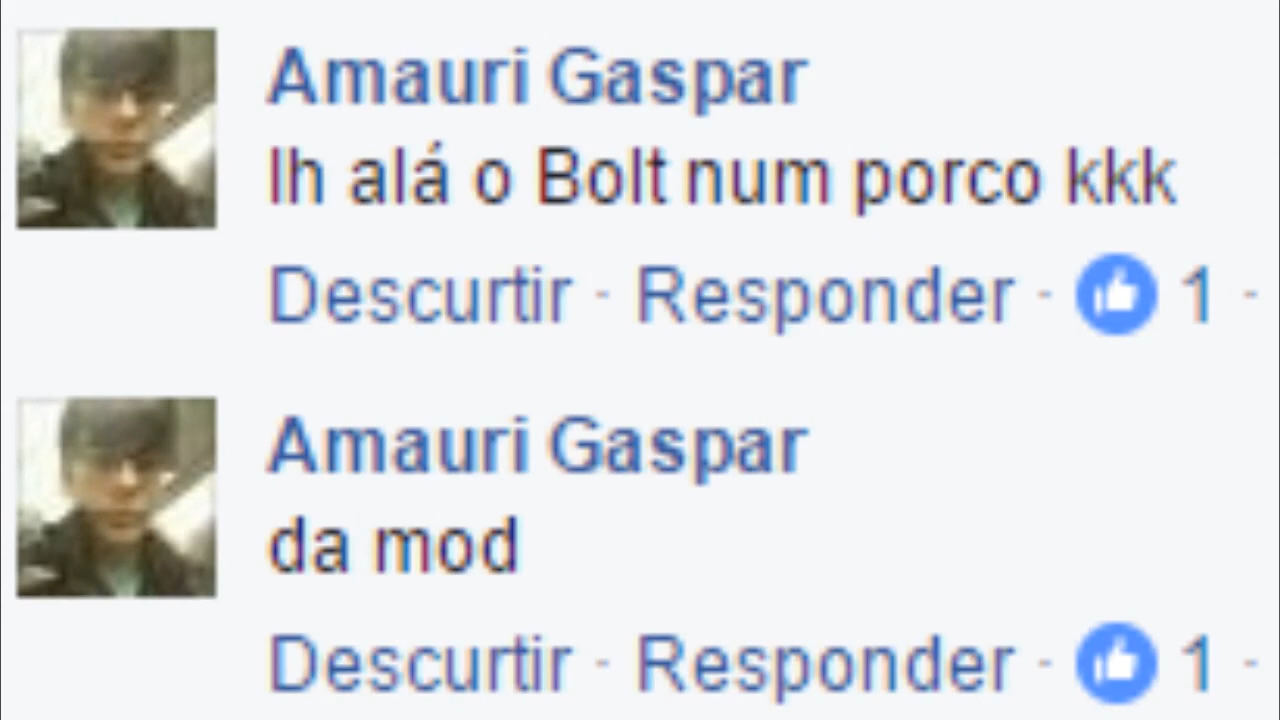 Amauri Gaspar
Ih alá o Bolt num porco kkk
Descurtir · Responder · 1 ·
Amauri Gaspar
da mod
Descurtir · Responder · 1 ·